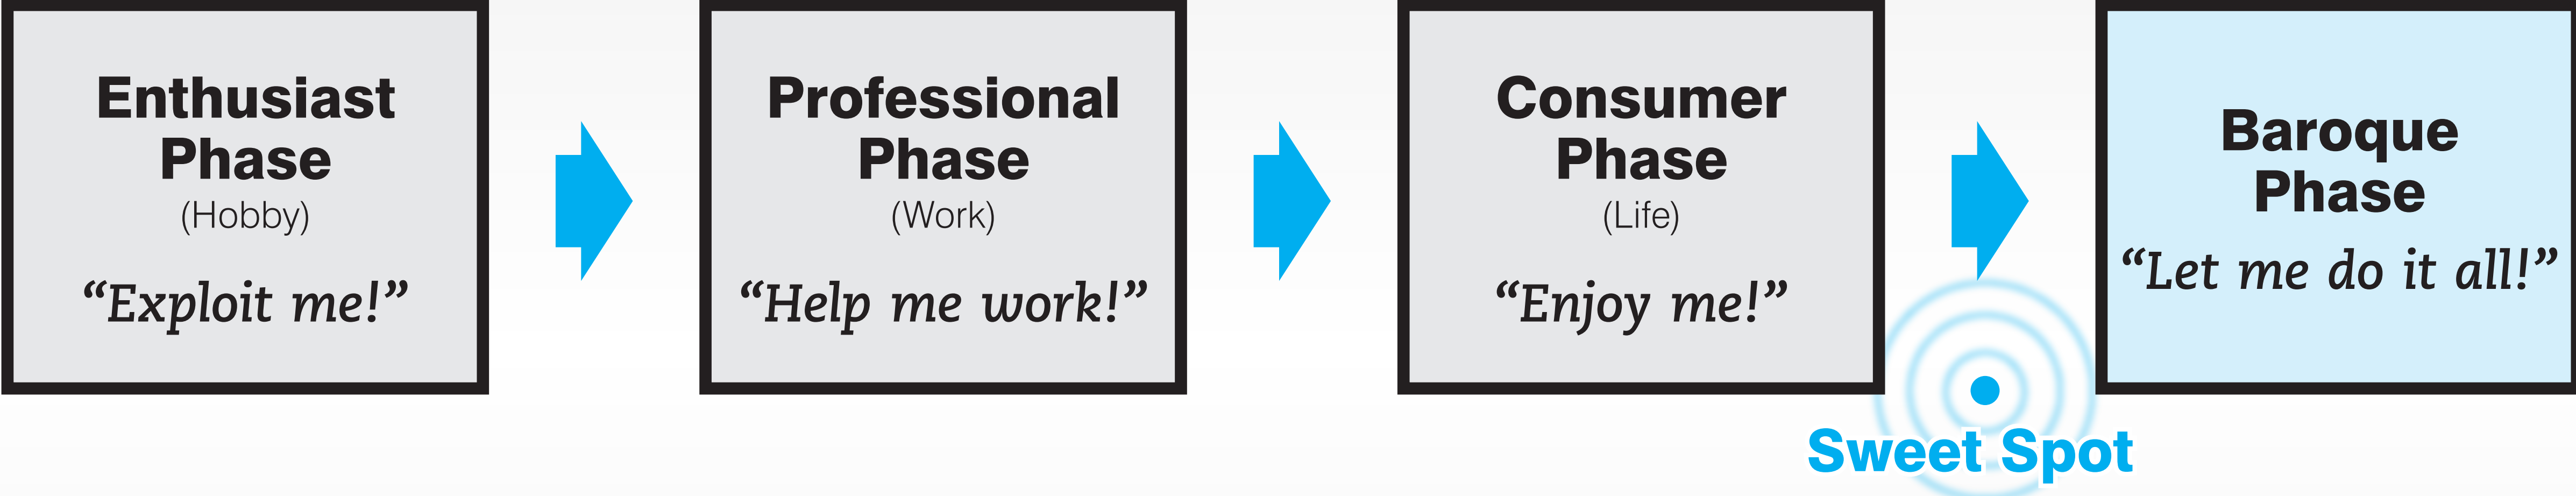 Enthusiast
Phase
(Hobby)
“Exploit me!”
Professional
Phase
(Work)
“Help me work!”
Consumer
Phase
(Life)
“Enjoy me!”
Baroque
Phase
“Let me do it all!”
Sweet Spot